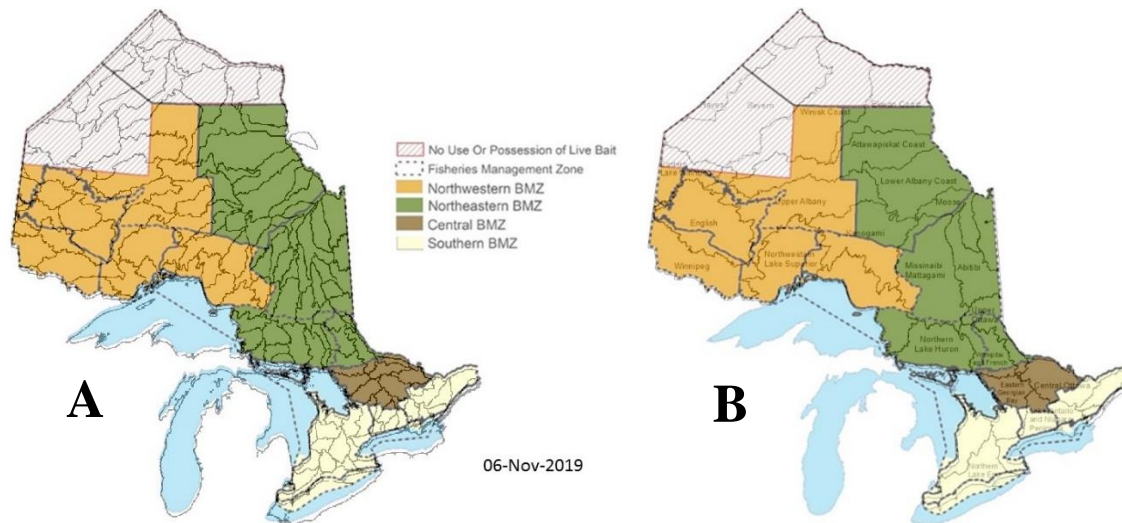 No Use Or Possession of Live Bait
Fisheries Management Zone
Northwestern BMZ
Northeastern BMZ
Central BMZ
Southern BMZ
A
06-Nov-2019
Severn
Winisk Coast
Attawapiskat Coast
Lower Albany Coast
Moose
Upper Albany
English
Winnipeg
Northwestern
Lake Superior
Missinaibi
Mattagami
Abitibi
Northern
Lake Huron
B
Eastern
Georgian
Bay
Central Ottawa